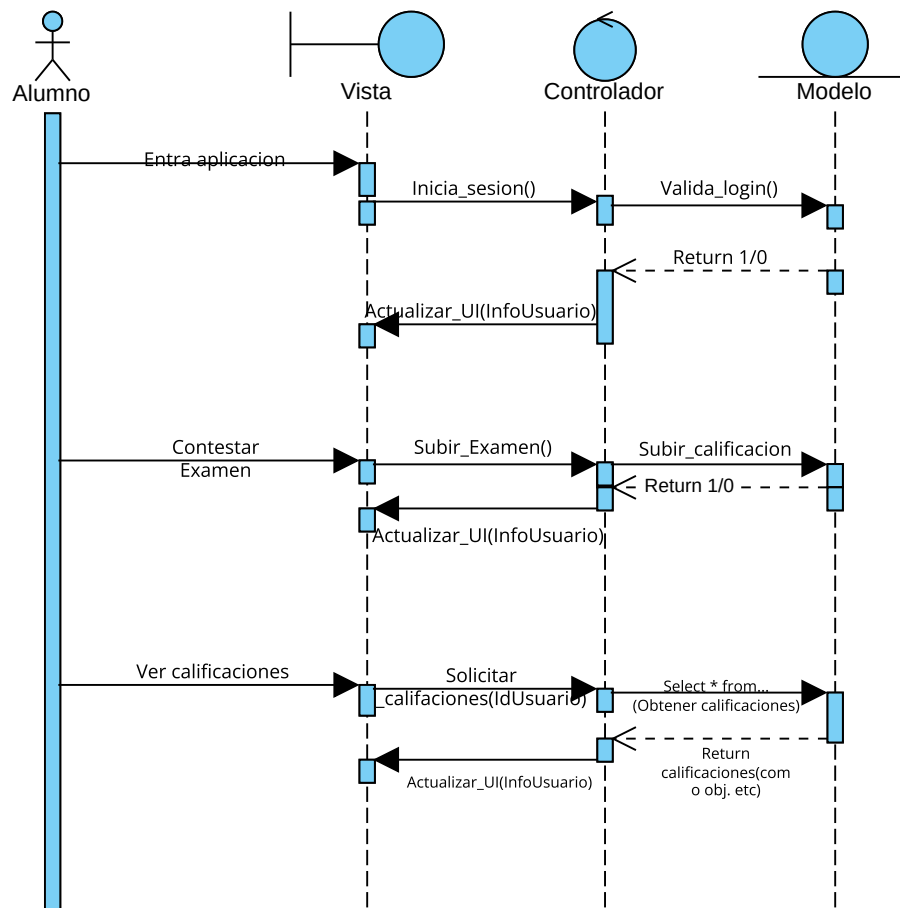 Alumno
Vista
Controlador
Modelo
Entra aplicacion
Inicia_sesion()
Valida_login()
Return 1/0
Actualizar_UI(InfoUsuario)
Contestar
Examen
Subir_Examen()
Subir_calificacion
Return 1/0
Actualizar_UI(InfoUsuario)
Ver calificaciones
Solicitar
_califaciones(IdUsuario)
Select * from...
(Obtener calificaciones)
Return
calificaciones(com
o obj. etc)
Actualizar_UI(InfoUsuario)